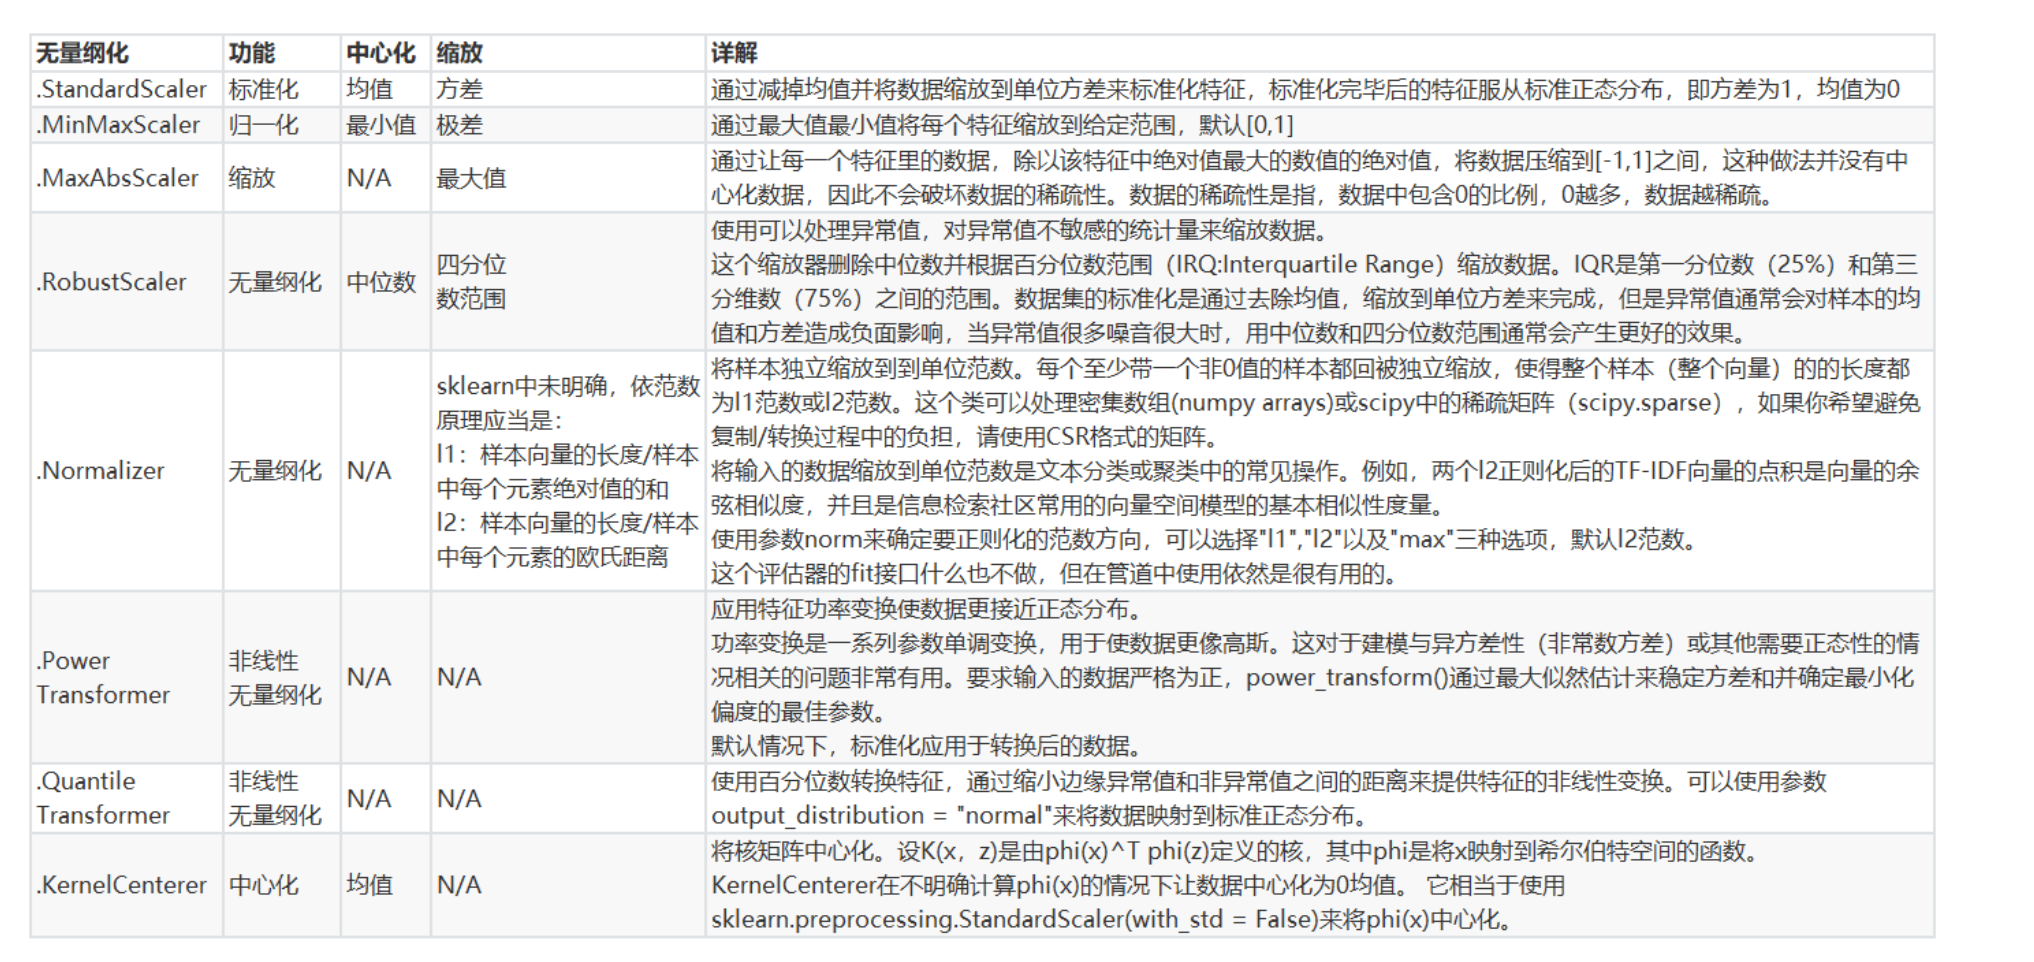 无量纲化 功能 中心化 缩放 详解
.StandardScaler 标准化 均值 方差 通过减掉均值并将数据缩放到单位方差来标准化特征，标准化完毕后的特征服从标准正态分布，即方差为1，均值为0
.MinMaxScaler 归一化 最小值 极差 通过最大值最小值将每个特征缩放到给定范围，默认[0,1]
.MaxAbsScaler 缩放 N/A 最大值
通过让每一个特征里的数据，除以该特征中绝对值最大的数值的绝对值，将数据压缩到[-1,1]之间，这种做法并没有中
心化数据，因此不会破坏数据的稀疏性。数据的稀疏性是指，数据中包含0的比例，0越多，数据越稀疏。
.RobustScaler 无量纲化 中位数
四分位
数范围
使用可以处理异常值，对异常值不敏感的统计量来缩放数据。
这个缩放器删除中位数并根据百分位数范围（IRQ:Interquartile Range）缩放数据。IQR是第一分位数（25%）和第三
分维数（75%）之间的范围。数据集的标准化是通过去除均值，缩放到单位方差来完成，但是异常值通常会对样本的均
值和方差造成负面影响，当异常值很多噪音很大时，用中位数和四分位数范围通常会产生更好的效果。
.Normalizer 无量纲化 N/A
sklearn中未明确，依范数
原理应当是：
l1：样本向量的长度/样本
中每个元素绝对值的和
l2：样本向量的长度/样本
中每个元素的欧氏距离
将样本独立缩放到到单位范数。每个至少带一个非0值的样本都回被独立缩放，使得整个样本（整个向量）的的长度都
为l1范数或l2范数。这个类可以处理密集数组(numpy arrays)或scipy中的稀疏矩阵（scipy.sparse），如果你希望避免
复制/转换过程中的负担，请使用CSR格式的矩阵。
将输入的数据缩放到单位范数是文本分类或聚类中的常见操作。例如，两个l2正则化后的TF-IDF向量的点积是向量的余
弦相似度，并且是信息检索社区常用的向量空间模型的基本相似性度量。
使用参数norm来确定要正则化的范数方向，可以选择"l1","l2"以及"max"三种选项，默认l2范数。
这个评估器的fit接口什么也不做，但在管道中使用依然是很有用的。
.Power
Transformer
非线性
无量纲化
N/A N/A
应用特征功率变换使数据更接近正态分布。
功率变换是一系列参数单调变换，用于使数据更像高斯。这对于建模与异方差性（非常数方差）或其他需要正态性的情
况相关的问题非常有用。要求输入的数据严格为正，power_transform()通过最大似然估计来稳定方差和并确定最小化
偏度的最佳参数。
默认情况下，标准化应用于转换后的数据。
.Quantile
Transformer
非线性
无量纲化
N/A N/A
使用百分位数转换特征，通过缩小边缘异常值和非异常值之间的距离来提供特征的非线性变换。可以使用参数
output_distribution = "normal"来将数据映射到标准正态分布。
.KernelCenterer 中心化 均值 N/A
将核矩阵中心化。设K(x，z)是由phi(x)^T phi(z)定义的核，其中phi是将x映射到希尔伯特空间的函数。
KernelCenterer在不明确计算phi(x)的情况下让数据中心化为0均值。 它相当于使用
sklearn.preprocessing.StandardScaler(with_std = False)来将phi(x)中心化。